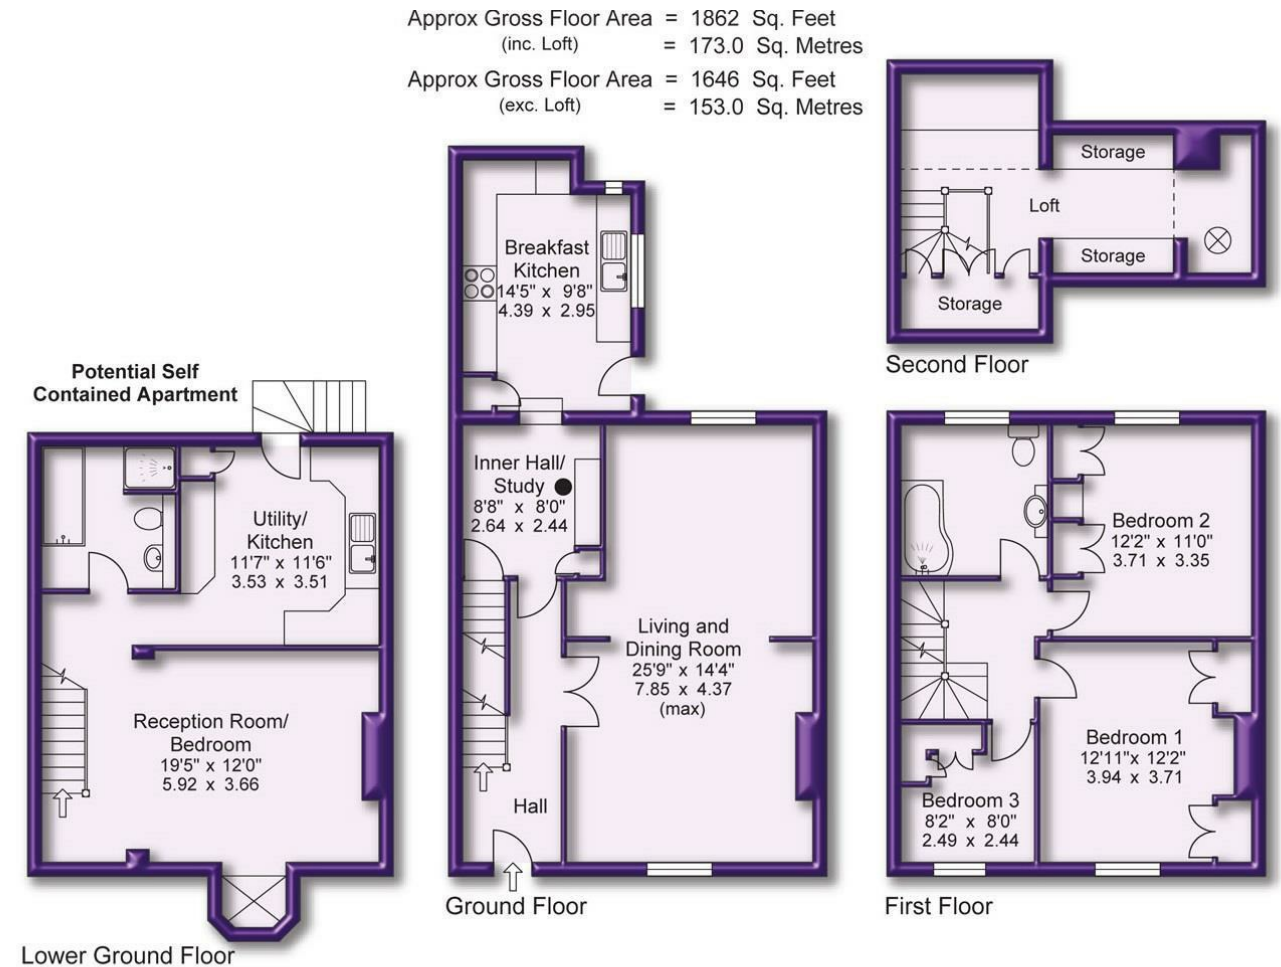 Approx Gross Floor Area = 1862 Sq. Feet
(inc. Loft) = 173.0 Sq. Metres
Approx Gross Floor Area = 1646 Sq. Feet
(exc. Loft) = 153.0 Sq. Metres
Storage
Loft
Storage
Storage
Second Floor
Breakfast
Kitchen
14'5" x 9'8"
4.39 x 2.95
Potential Self
Contained Apartment
Utility/
Kitchen
11'7" x 11'6"
3.53 x 3.51
Reception Room/
Bedroom
19'5" x 12'0"
5.92 x 3.66
Lower Ground Floor
Inner Hall/
Study
8'8" x 8'0"
2.64 x 2.44
Living and
Dining Room
25'9" x 14'4"
7.85 x 4.37
(max)
Hall
Ground Floor
Bedroom 2
12'2" x 11'0"
3.71 x 3.35
Bedroom 1
12'11"x 12'2"
3.94 x 3.71
Bedroom 3
8'2" x 8'0"
2.49 x 2.44
First Floor